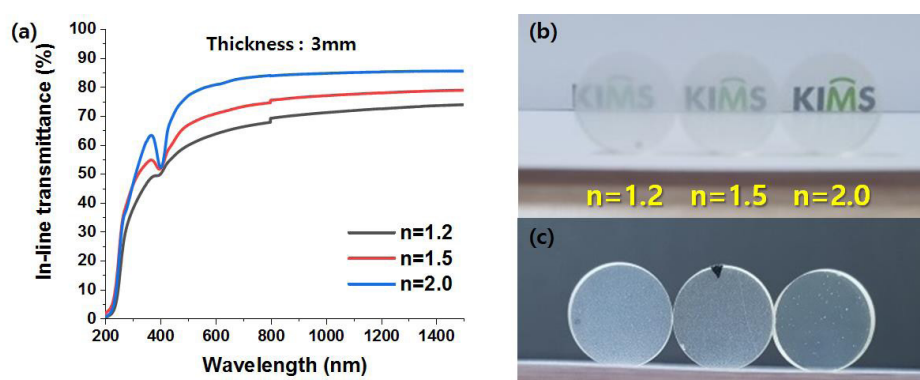 (a)
Thickness : 3mm
In-line transmittance (%)
100
90
80
70
60
50
40
30
20
10
0
n=1.2
n=1.5
n=2.0
200 400 600 800 1000 1200 1400
Wavelength (nm)
(b)
KIMS KIMS KIMS
n=1.2 n=1.5 n=2.0
(c)